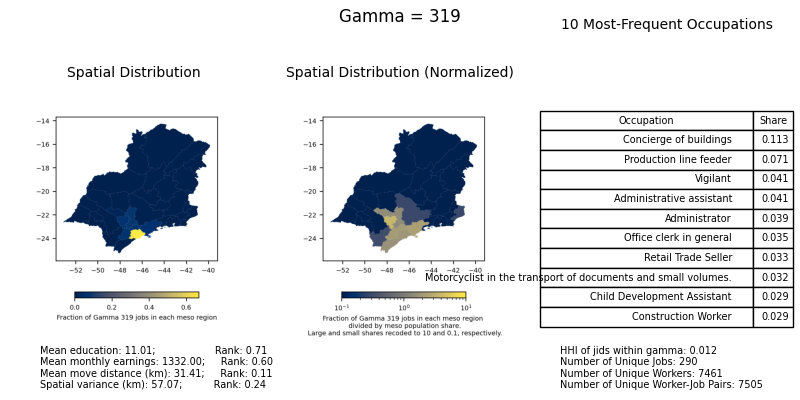 Gamma = 319
Spatial Distribution
−14
−16
−18
−20
−22
−24
−52 −50 −48 −46 −44 −42 −40
0.0 0.2 0.4 0.6
Fraction of Gamma 319 jobs in each meso region
Spatial Distribution (Normalized)
−14
−16
−18
−20
−22
−24
−52 −50 −48 −46 −44 −42 −40
10⁻¹ 10⁰ 10¹
Fraction of Gamma 319 jobs in each meso region
divided by meso population share.
Large and small shares recoded to 10 and 0.1, respectively.
10 Most-Frequent Occupations
Occupation Share
Concierge of buildings 0.113
Production line feeder 0.071
Vigilant 0.041
Administrative assistant 0.041
Administrator 0.039
Office clerk in general 0.035
Retail Trade Seller 0.033
Motorcyclist in the transport of documents and small volumes. 0.032
Child Development Assistant 0.029
Construction Worker 0.029
Mean education: 11.01; Rank: 0.71
Mean monthly earnings: 1332.00; Rank: 0.60
Mean move distance (km): 31.41; Rank: 0.11
Spatial variance (km): 57.07; Rank: 0.24
HHI of jids within gamma: 0.012
Number of Unique Jobs: 290
Number of Unique Workers: 7461
Number of Unique Worker-Job Pairs: 7505